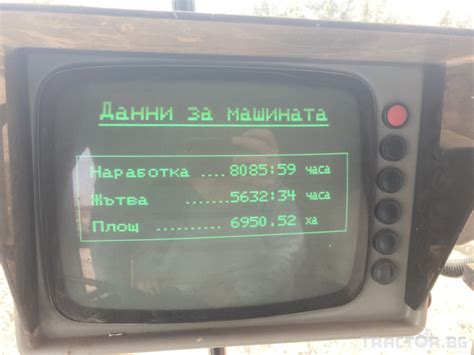 Данни за машината
Наработка ....8085:59 часа
Жътва .......5632:34 часа
Площ .......... 6950.52 ха
TRACTOR.BG